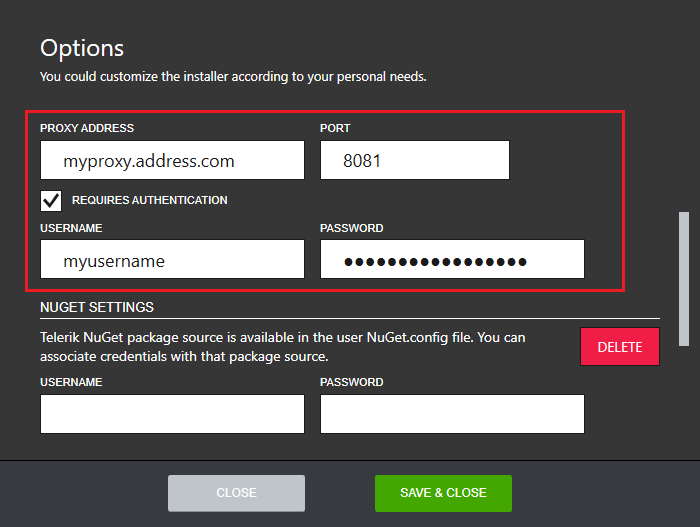 Options
You could customize the installer according to your personal needs.
PROXY ADDRESS PORT
myproxy.address.com 8081
REQUIRES AUTHENTICATION
USERNAME PASSWORD
myusername ●●●●●●●●●●●●●●●●●
NUGET SETTINGS
Telerik NuGet package source is available in the user NuGet.config file. You can
associate credentials with that package source.
DELETE
USERNAME PASSWORD
CLOSE SAVE & CLOSE